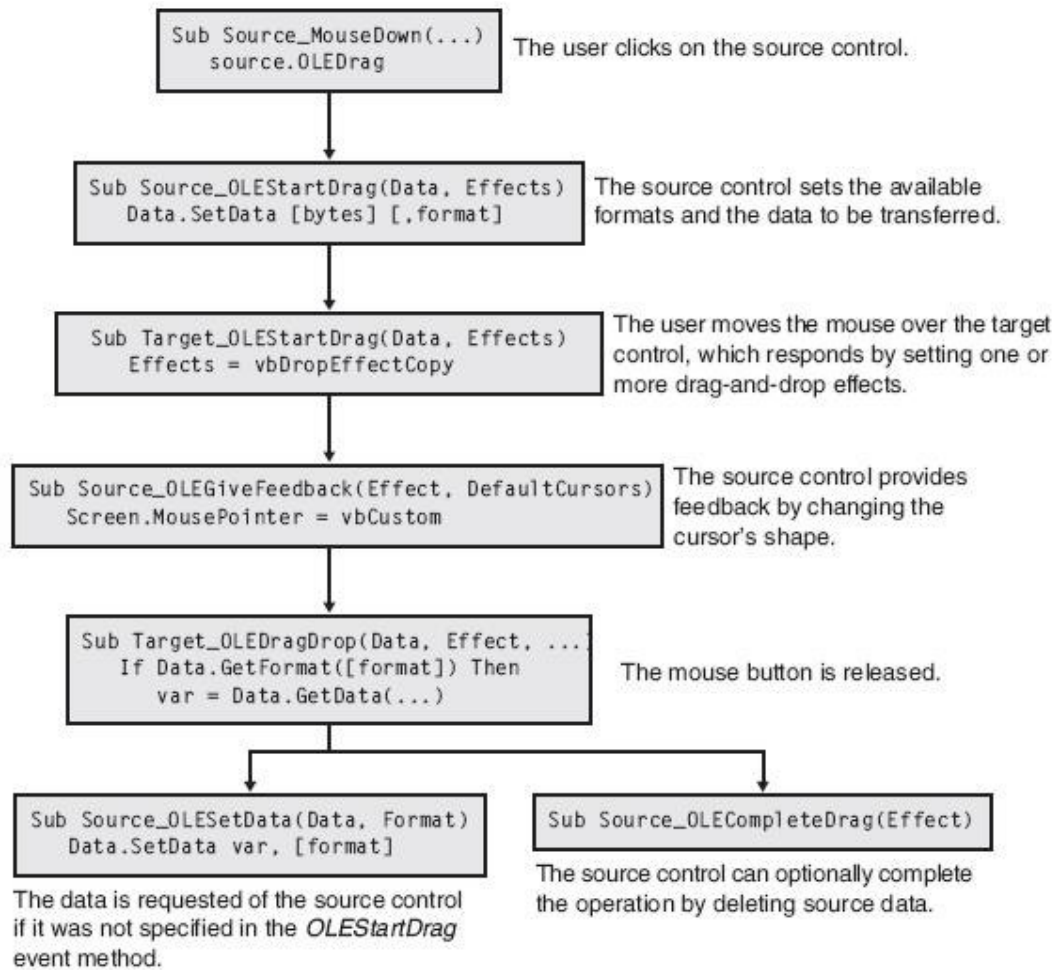 Sub Source_MouseDown(...)
source.OLEDrag
The user clicks on the source control.
Sub Source_OLEStartDrag(Data, Effects)
Data.SetData [bytes] [,format]
The source control sets the available
formats and the data to be transferred.
Sub Target_OLEStartDrag(Data, Effects)
Effects = vbDropEffectCopy
The user moves the mouse over the target
control, which responds by setting one or
more drag-and-drop effects.
Sub Source_OLEGiveFeedback(Effect, DefaultCursors)
Screen.MousePointer = vbCustom
The source control provides
feedback by changing the
cursor's shape.
Sub Target_OLEDragDrop(Data, Effect, ...)
If Data.GetFormat([format]) Then
var = Data.GetData(...)
The mouse button is released.
Sub Source_OLESetData(Data, Format)
Data.SetData var, [format]
The data is requested of the source control
if it was not specified in the OLEStartDrag
event method.
Sub Source_OLECompleteDrag(Effect)
The source control can optionally complete
the operation by deleting source data.